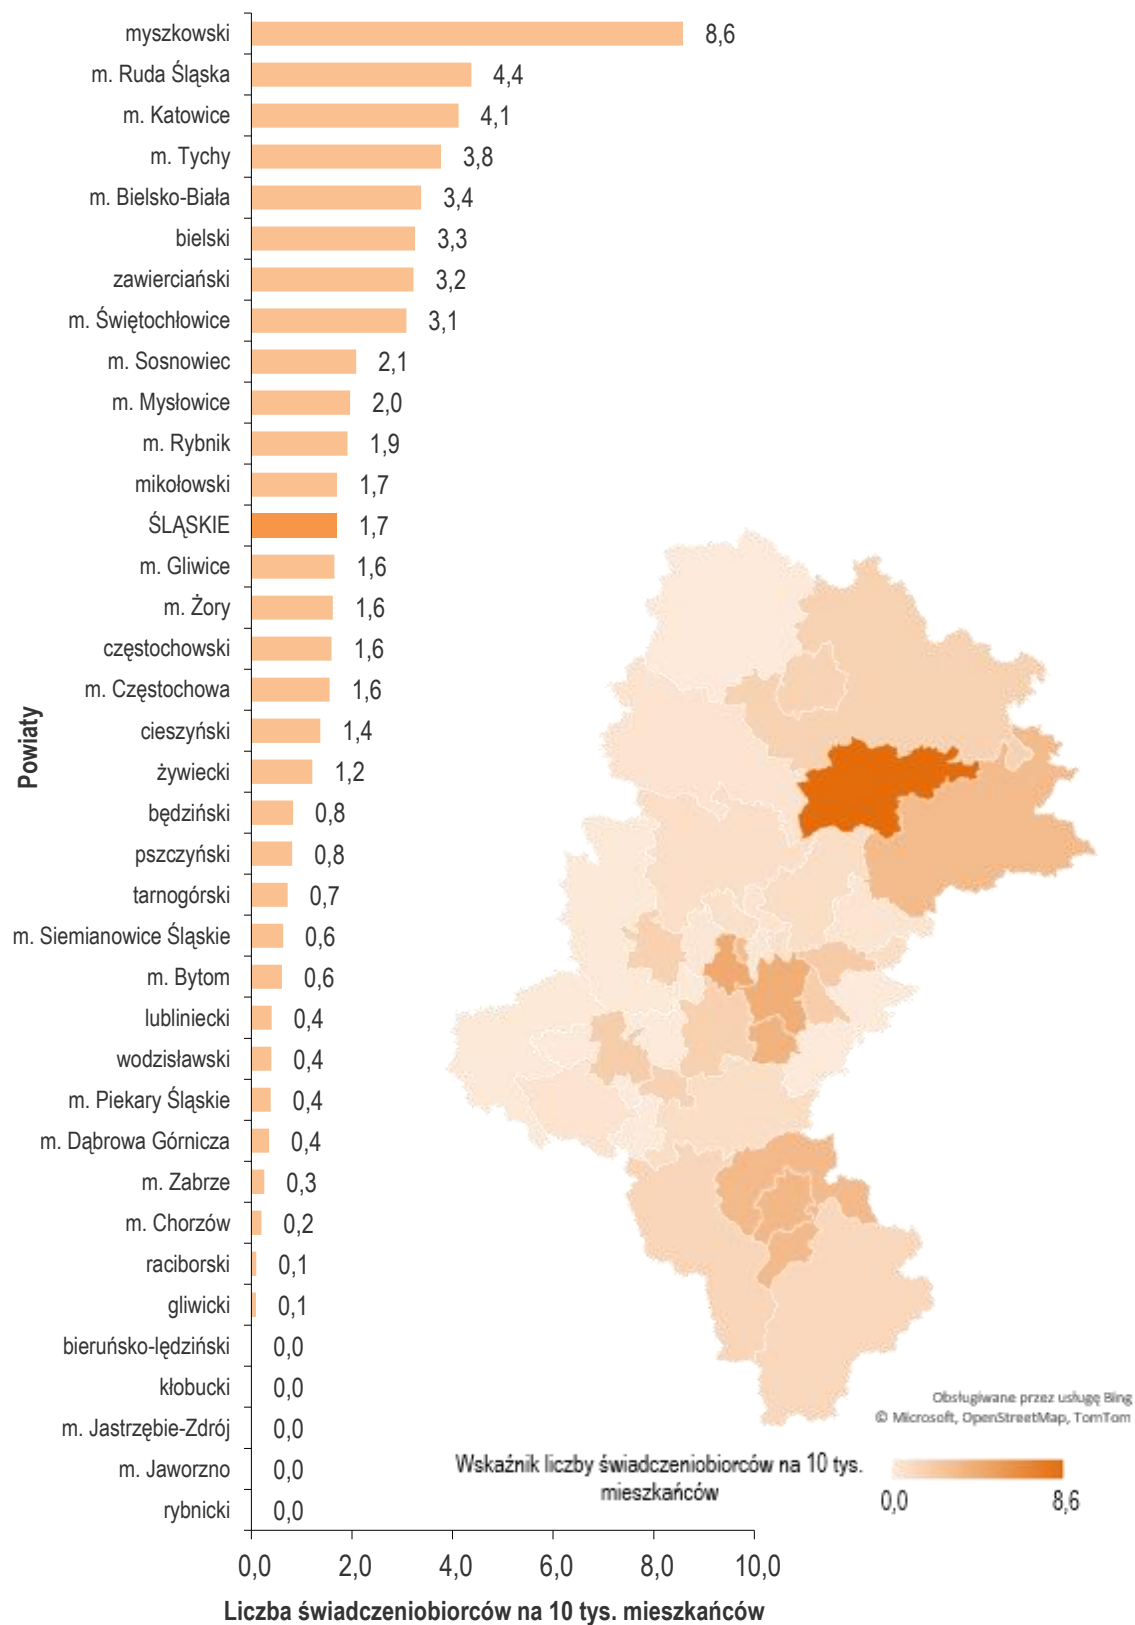 myszkowski 8,6
m. Ruda Śląska 4,4
m. Katowice 4,1
m. Tychy 3,8
m. Bielsko-Biała 3,4
bielski 3,3
zawierciański 3,2
m. Świętochłowice 3,1
m. Sosnowiec 2,1
m. Mysłowice 2,0
m. Rybnik 1,9
mikołowski 1,7
ŚLĄSKIE 1,7
m. Gliwice 1,6
m. Żory 1,6
częstochowski 1,6
m. Częstochowa 1,6
cieszyński 1,4
żywiecki 1,2
będziński 0,8
pszczyński 0,8
tarnogórski 0,7
m. Siemianowice Śląskie 0,6
m. Bytom 0,6
lubliniecki 0,4
wodzisławski 0,4
m. Piekary Śląskie 0,4
m. Dąbrowa Górnicza 0,4
m. Zabrze 0,3
m. Chorzów 0,2
raciborski 0,1
gliwicki 0,1
bieruńsko-lędziński 0,0
kłobucki 0,0
m. Jastrzębie-Zdrój 0,0
m. Jaworzno 0,0
rybnicki 0,0
Powiaty
0,0 2,0 4,0 6,0 8,0 10,0
Liczba świadczeniobiorców na 10 tys. mieszkańców
Obsługiwane przez usługę Bing
© Microsoft, OpenStreetMap, TomTom
Wskaźnik liczby świadczeniobiorców na 10 tys.
mieszkańców
0,0 8,6